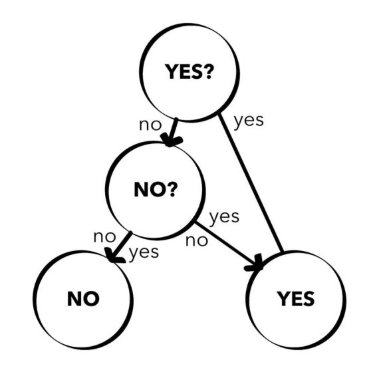 YES?
no
yes
NO?
yes
no
no
yes
NO
YES